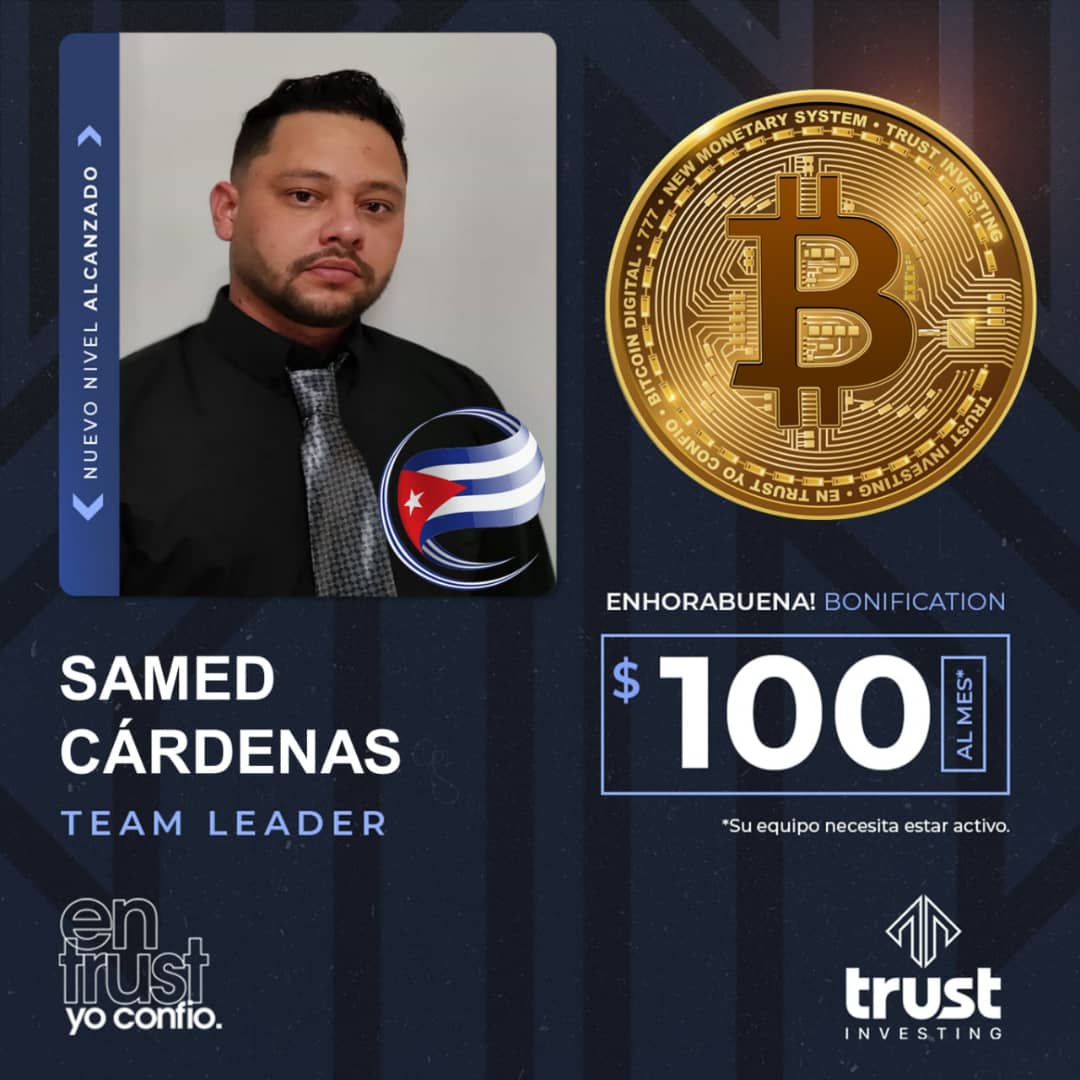 NUEVO NIVEL ALCANZADO
BITCOIN DIGITAL • 777 • NEW MONETARY SYSTEM • TRUST INVESTING
TRUST INVESTING • EN TRUST YO CONFIO •
ENHORABUENA! BONIFICATION
$100
AL MES*
*Su equipo necesita estar activo.
SAMED
CÁRDENAS
TEAM LEADER
en
trust
yo confio.
trust
INVESTING